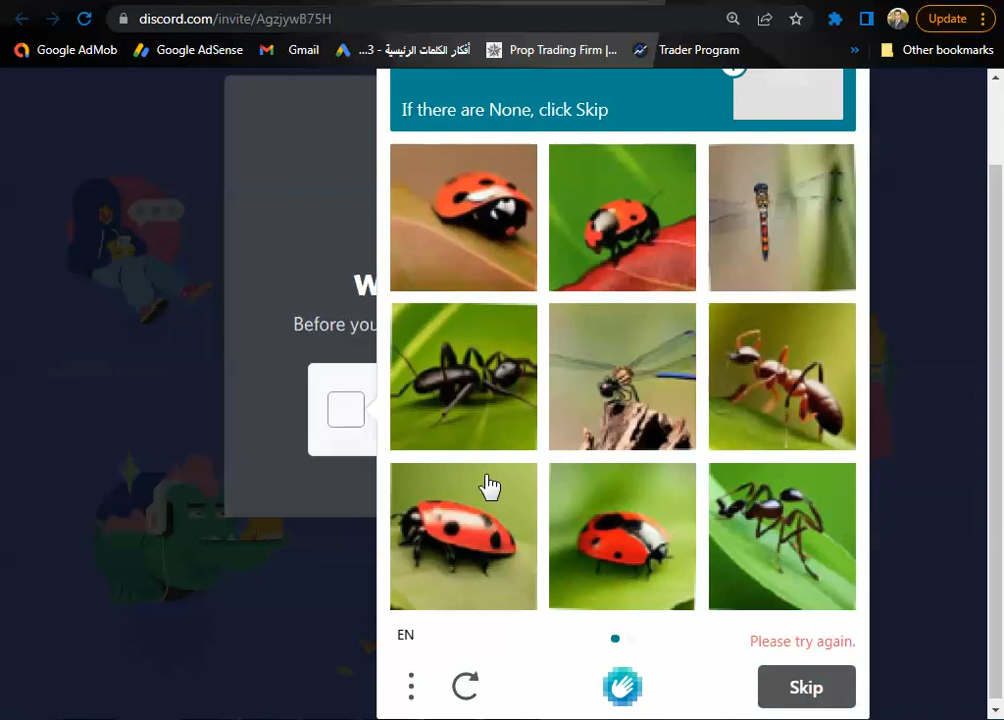 discord.com/invite/AgzjywB75H
Update
Google AdMob
Google AdSense
Gmail
3... - أفكار الكلمات الرئيسية
Prop Trading Firm |...
Trader Program
»
Other bookmarks
If there are None, click Skip
W
Before you
EN
Please try again.
Skip